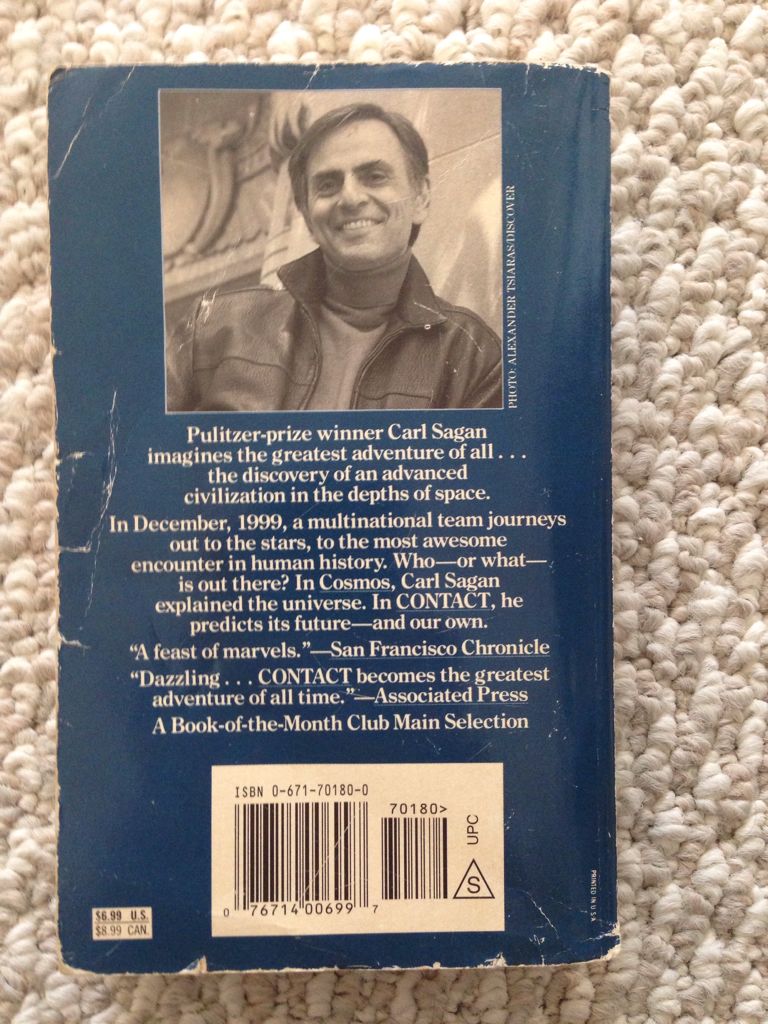 PHOTO: ALEXANDER TSIARAS/DISCOVER
Pulitzer-prize winner Carl Sagan
imagines the greatest adventure of all . . .
the discovery of an advanced
civilization in the depths of space.
In December, 1999, a multinational team journeys
out to the stars, to the most awesome
encounter in human history. Who—or what—
is out there? In Cosmos, Carl Sagan
explained the universe. In CONTACT, he
predicts its future—and our own.
“A feast of marvels.”—San Francisco Chronicle
“Dazzling . . . CONTACT becomes the greatest
adventure of all time.”—Associated Press
A Book-of-the-Month Club Main Selection
ISBN 0-671-70180-0
70180>
UPC
S
0 76714 00699 7
$6.99 U.S.
$8.99 CAN.
PRINTED IN U.S.A.